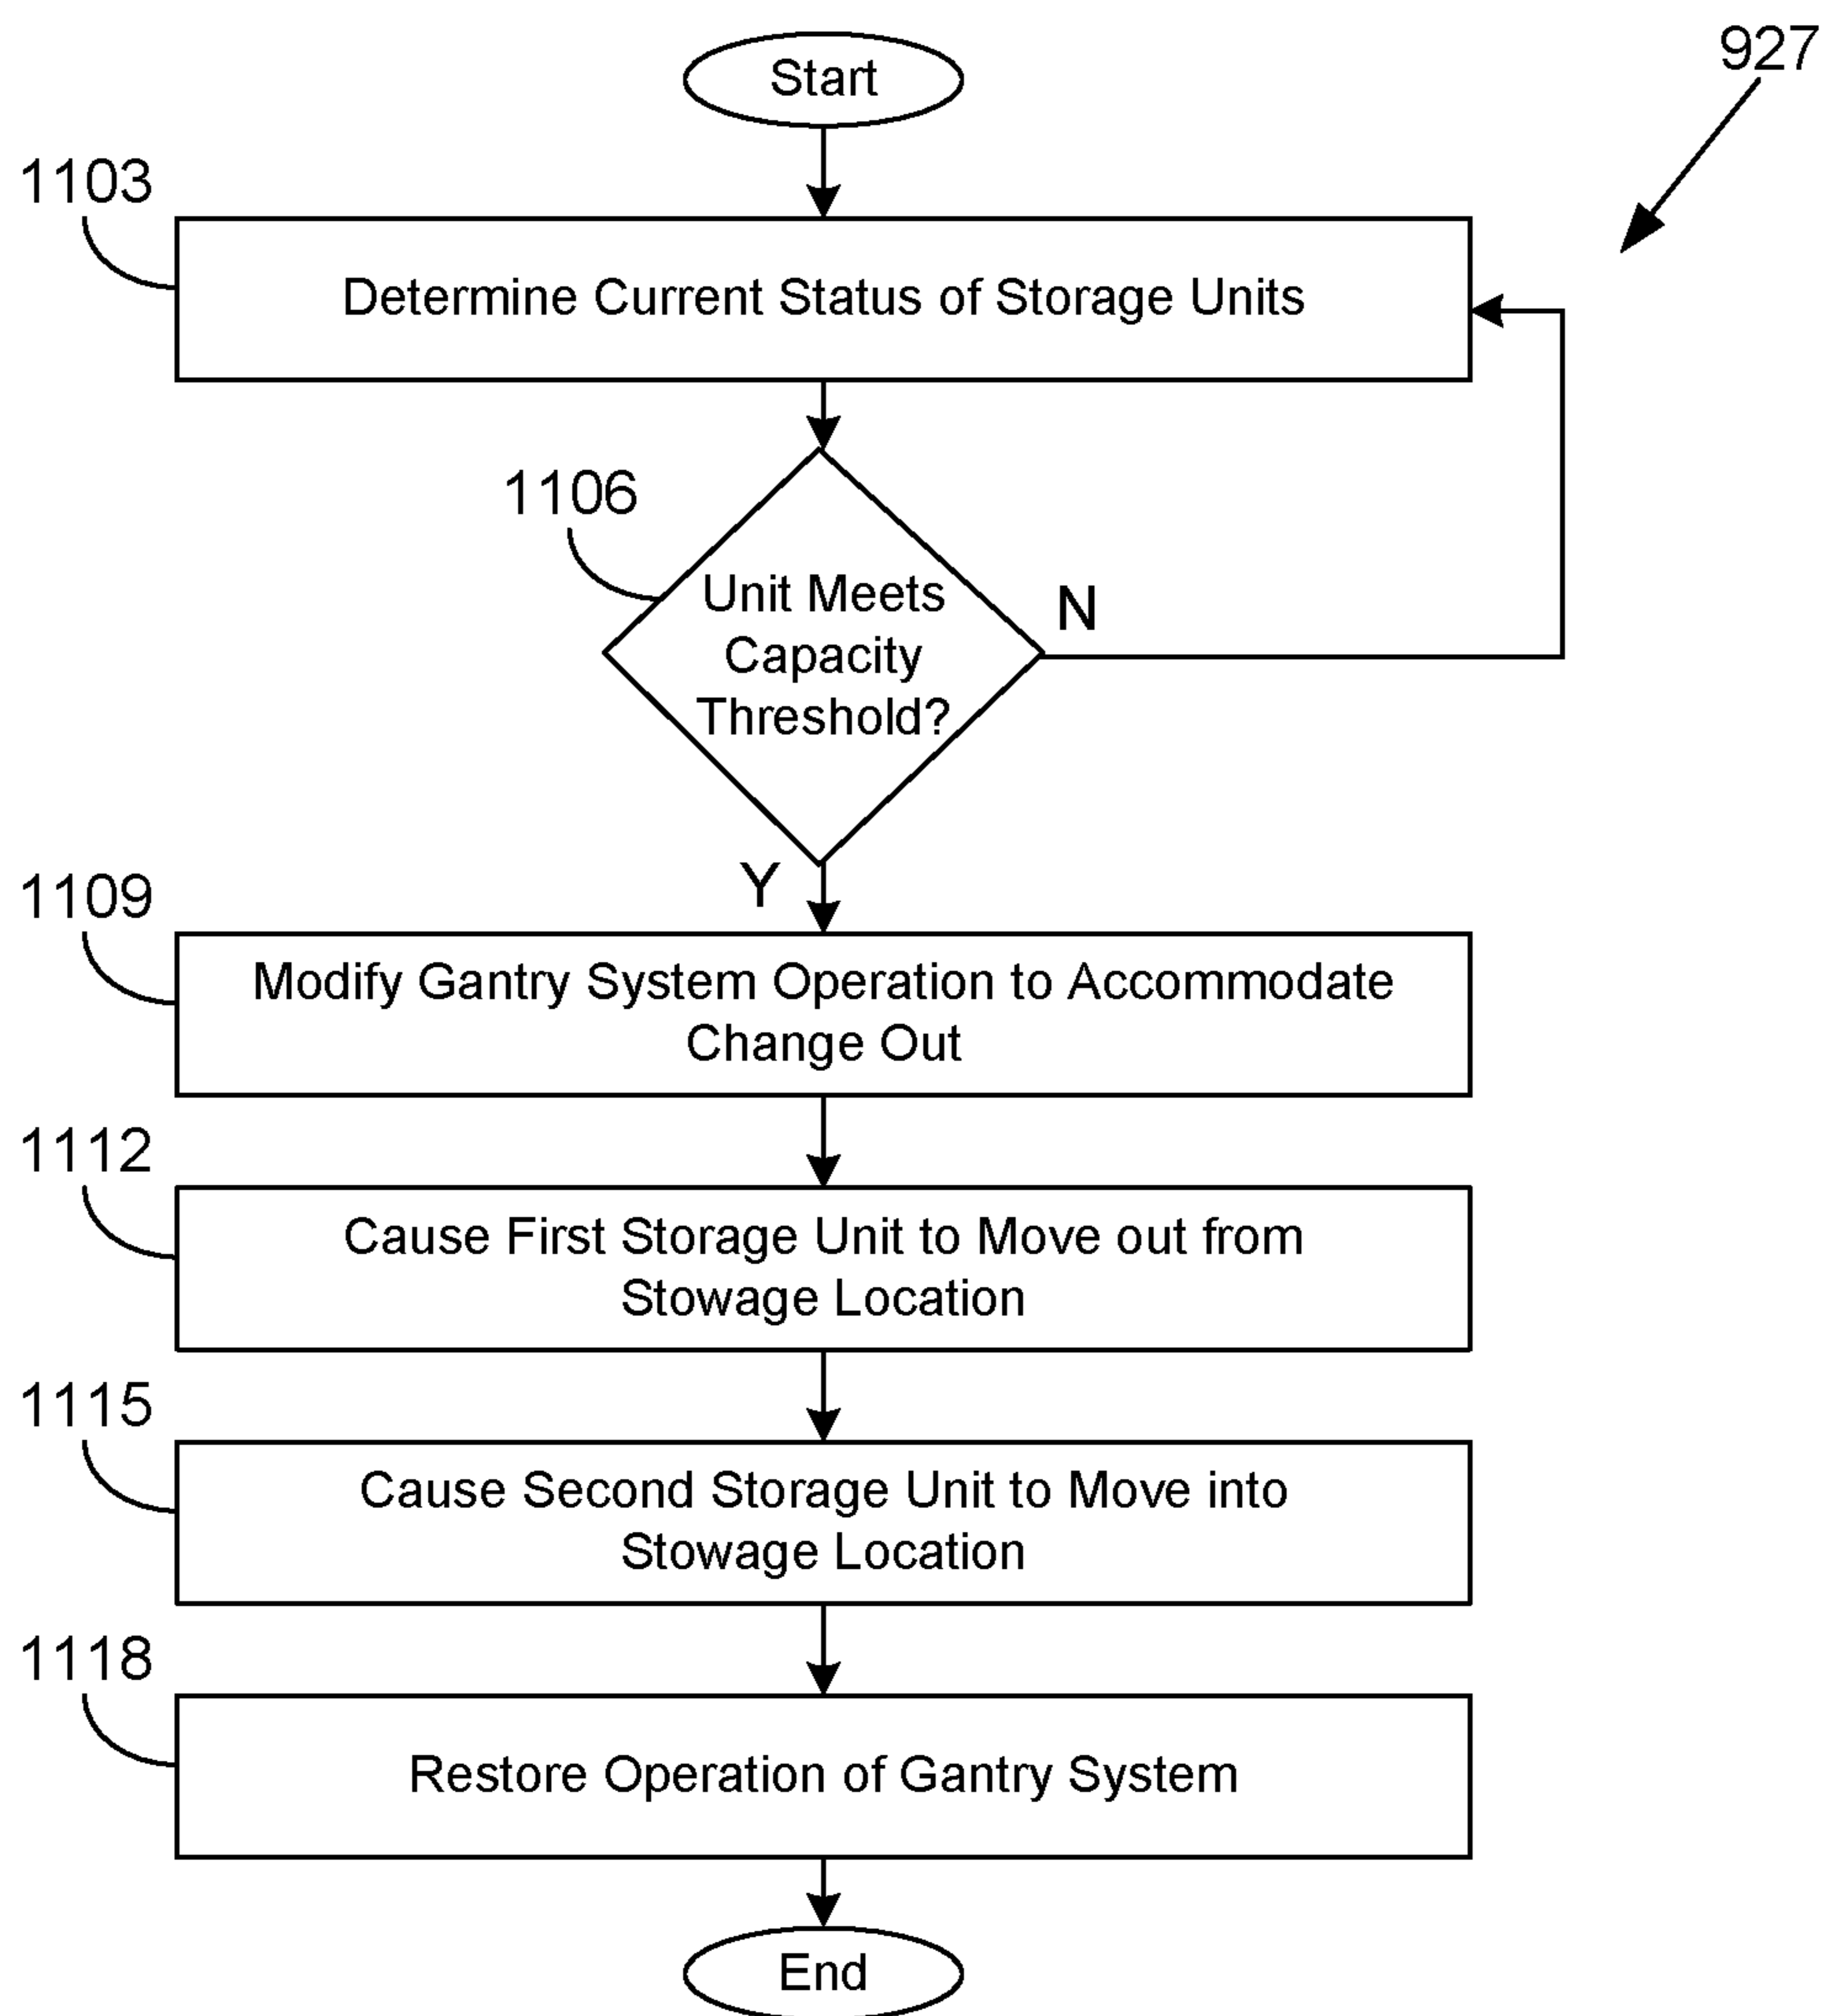 Start
927
1103
Determine Current Status of Storage Units
1106
Unit Meets
Capacity
Threshold?
N
Y
1109
Modify Gantry System Operation to Accommodate
Change Out
1112
Cause First Storage Unit to Move out from
Stowage Location
1115
Cause Second Storage Unit to Move into
Stowage Location
1118
Restore Operation of Gantry System
End